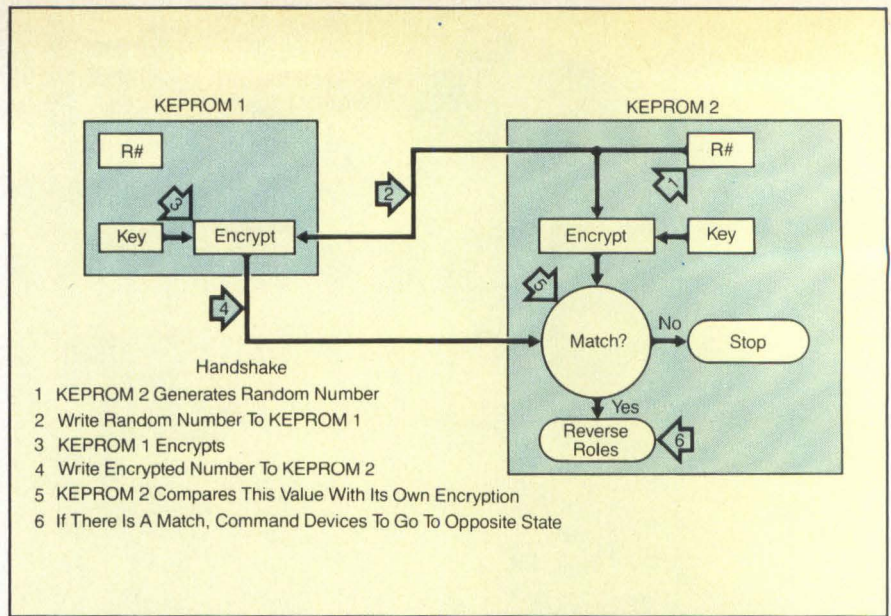 KEPROM 1
R#
Key
Encrypt
3
2
4
KEPROM 2
R#
1
Encrypt
Key
5
Match?
No
Stop
Yes
Reverse
Roles
6
Handshake
1 KEPROM 2 Generates Random Number
2 Write Random Number To KEPROM 1
3 KEPROM 1 Encrypts
4 Write Encrypted Number To KEPROM 2
5 KEPROM 2 Compares This Value With Its Own Encryption
6 If There Is A Match, Command Devices To Go To Opposite State